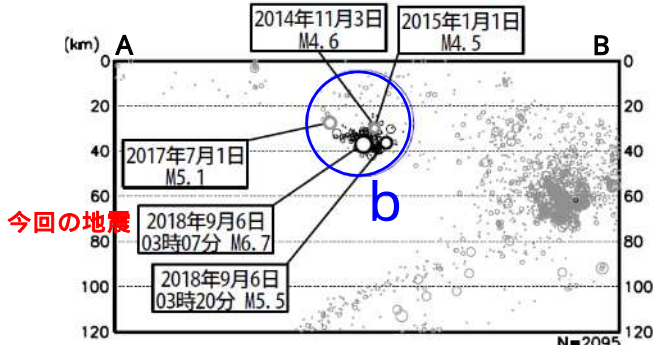 2014年11月3日
M4.6
2015年1月1日
M4.5
(km)
A
B
0
0
20
20
40
40
60
60
80
80
100
100
120
120
2017年7月1日
M5.1
b
今回の地震
2018年9月6日
03時07分 M6.7
2018年9月6日
03時20分 M5.5
N=2095